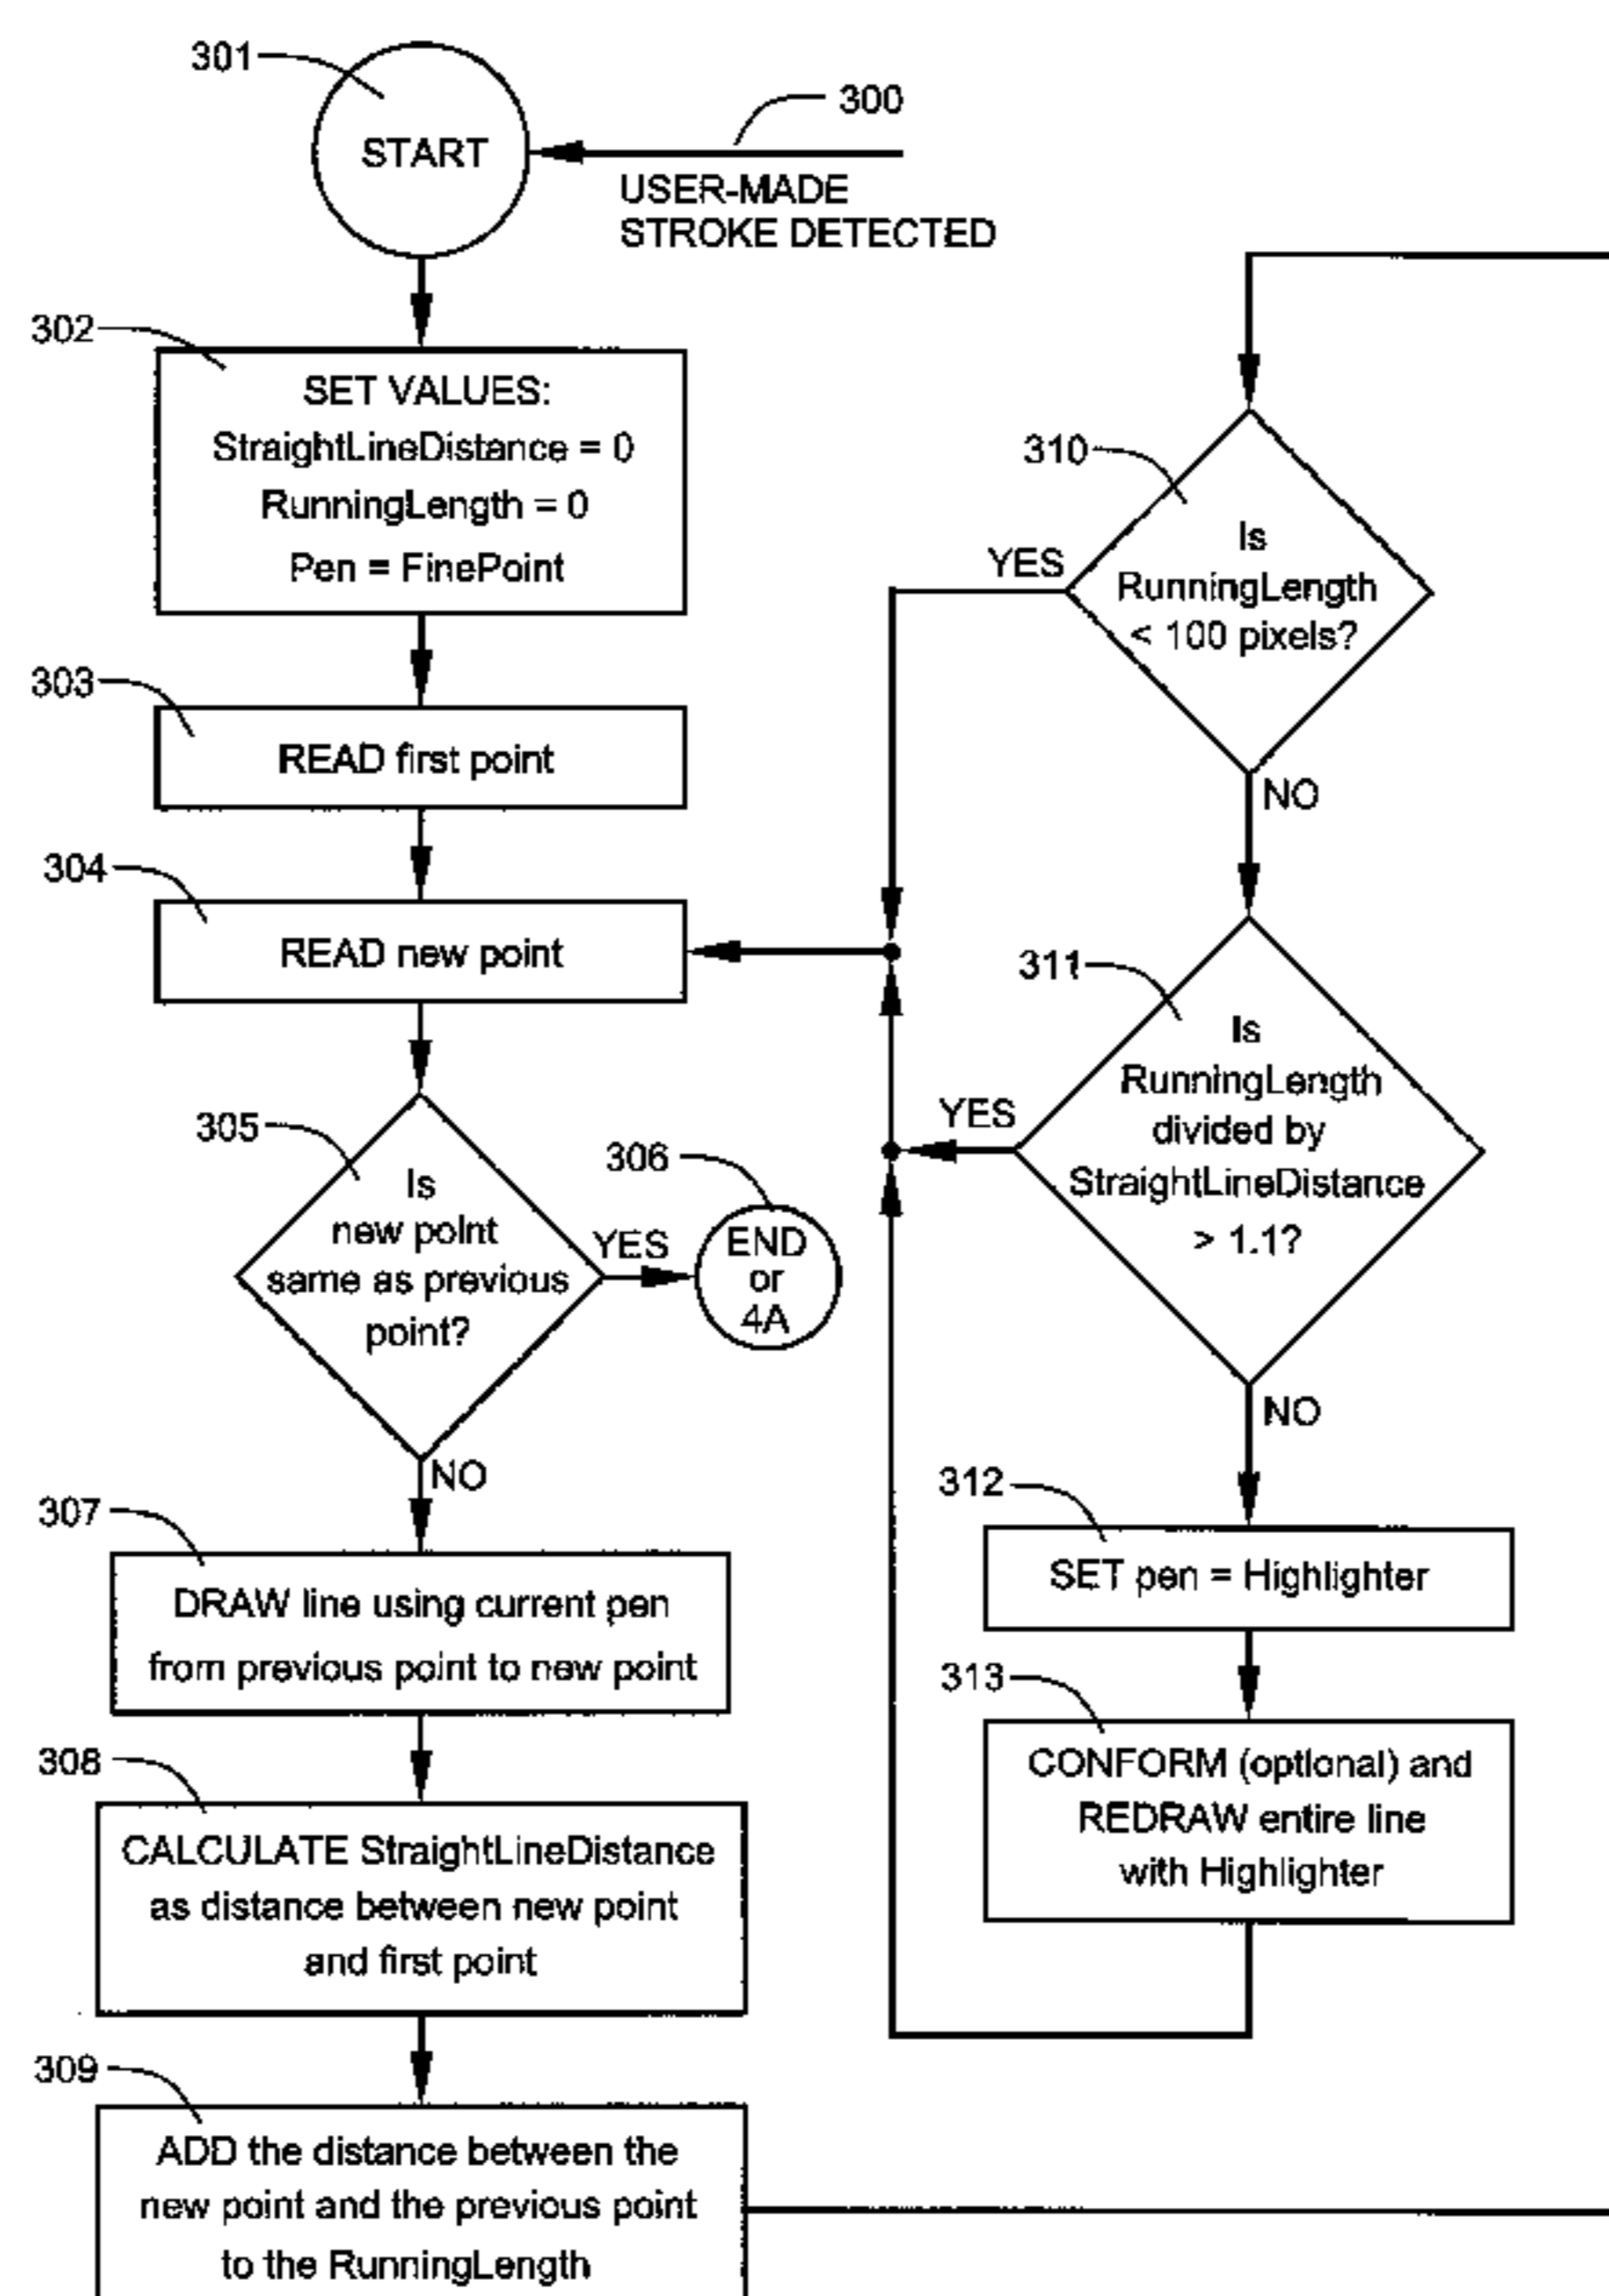 301
START
300
USER-MADE
STROKE DETECTED
302
SET VALUES:
StraightLineDistance = 0
RunningLength = 0
Pen = FinePoint
303
READ first point
304
READ new point
305
Is
new point
same as previous
point?
YES
306
END
or
4A
NO
307
DRAW line using current pen
from previous point to new point
308
CALCULATE StraightLineDistance
as distance between new point
and first point
309
ADD the distance between the
new point and the previous point
to the RunningLength
310
Is
RunningLength
< 100 pixels?
YES
NO
311
Is
RunningLength
divided by
StraightLineDistance
> 1.1?
YES
NO
312
SET pen = Highlighter
313
CONFORM (optional) and
REDRAW entire line
with Highlighter